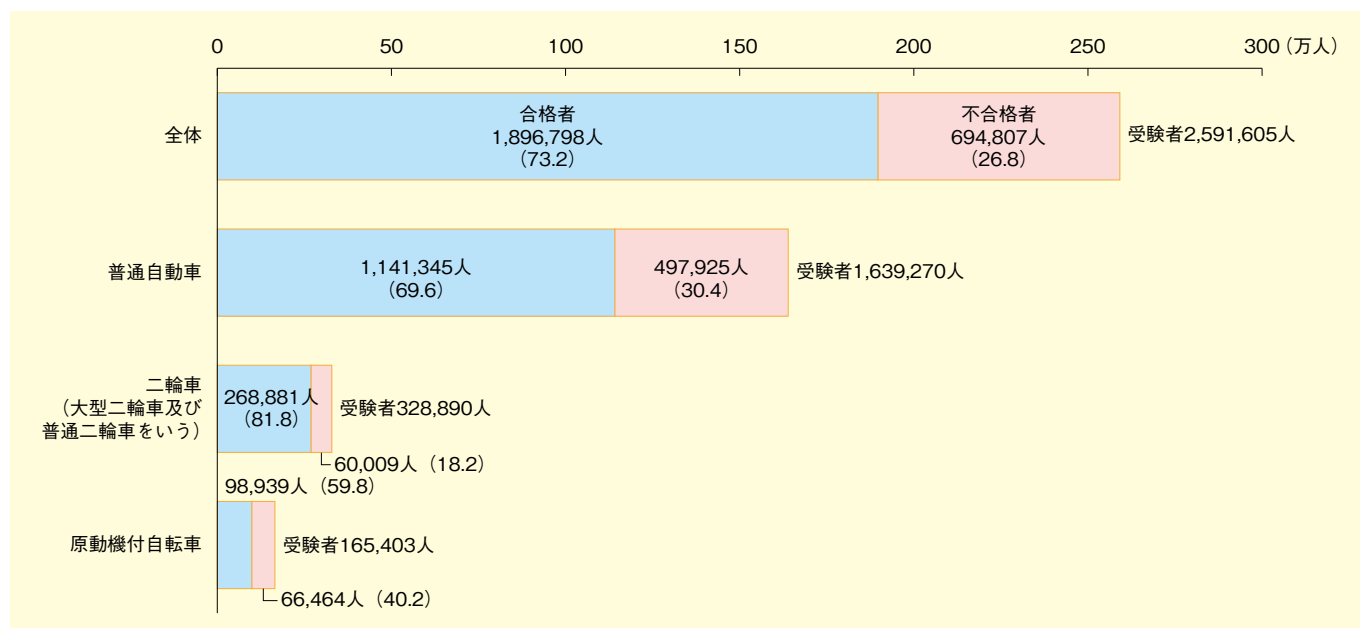 0 50 100 150 200 250 300（万人）
全体
合格者
1,896,798人
（73.2）
不合格者
694,807人
（26.8）
受験者2,591,605人
普通自動車
1,141,345人
（69.6）
497,925人
（30.4）
受験者1,639,270人
二輪車
（大型二輪車及び
普通二輪車をいう）
268,881人
（81.8）
受験者328,890人
60,009人（18.2）
98,939人（59.8）
原動機付自転車
受験者165,403人
66,464人（40.2）